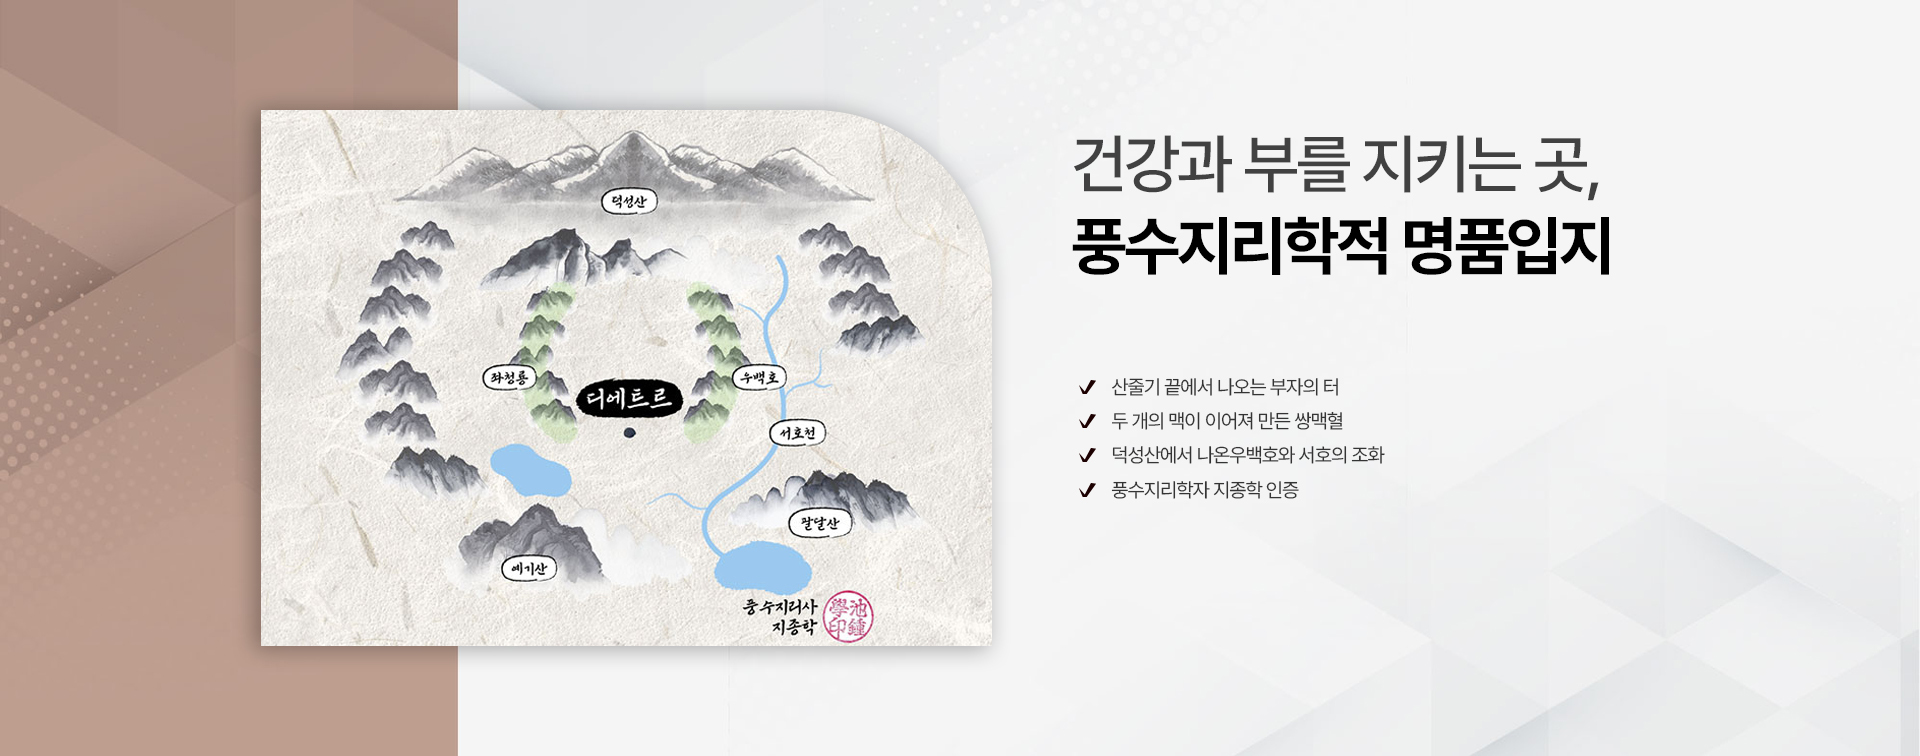 건강과 부를 지키는 곳,
풍수지리학적 명품입지
산줄기 끝에서 나오는 부자의 터
두 개의 맥이 이어져 만든 쌍맥혈
덕성산에서 나온우백호와 서호의 조화
풍수지리학자 지종학 인증
덕성산
좌청룡
디에트르
우백호
서호천
팔달산
예기산
풍수지리사
지종학
池鍾
學印